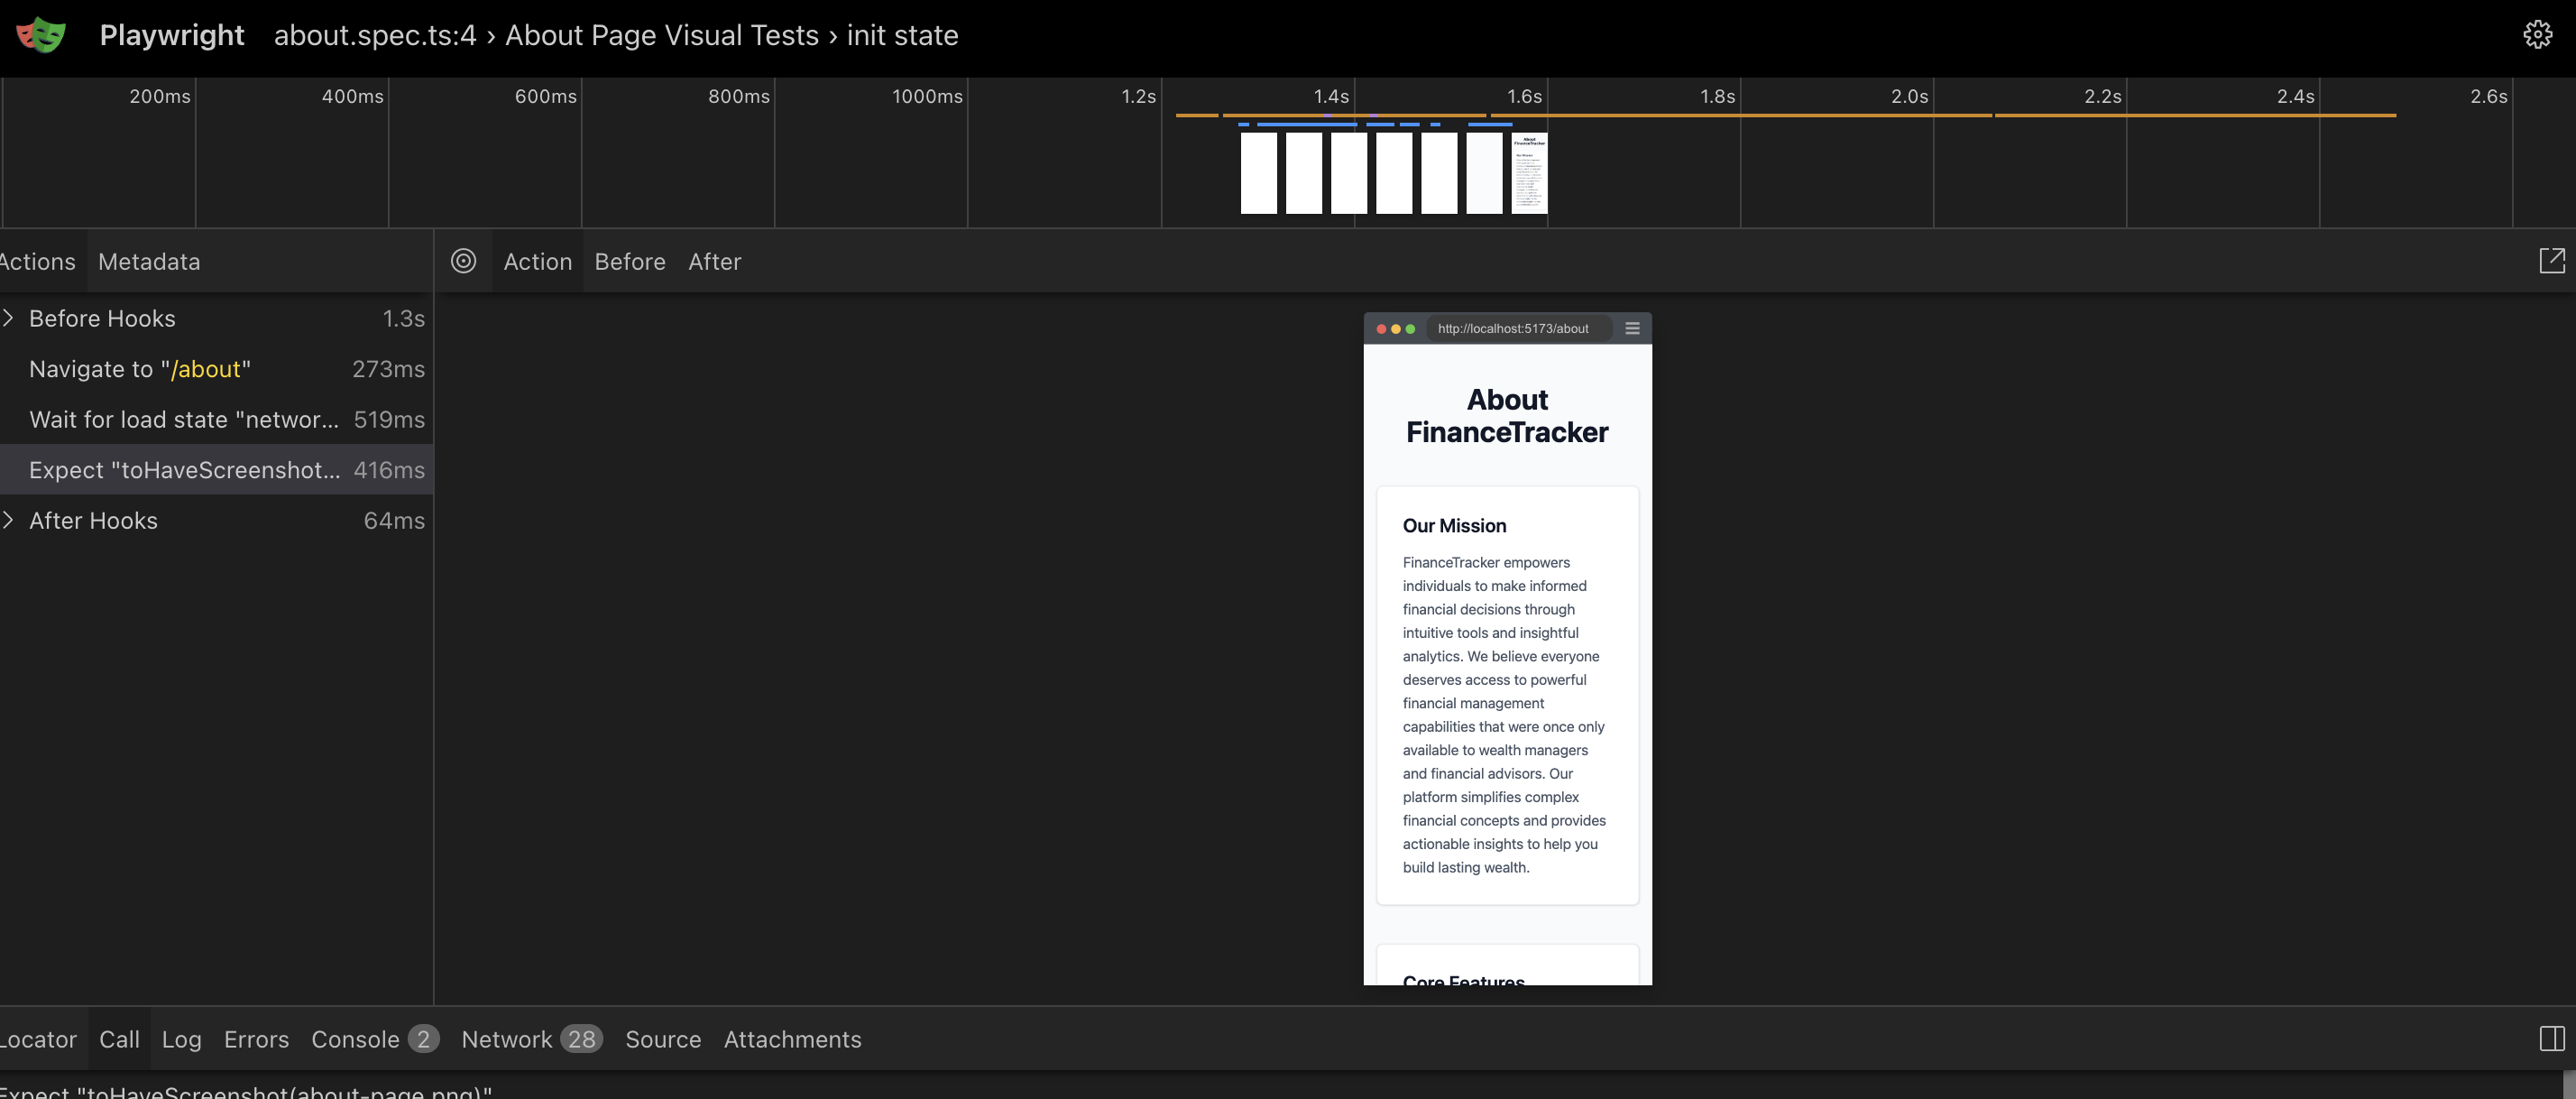 Playwright about.spec.ts:4 › About Page Visual Tests › init state
200ms 400ms 600ms 800ms 1000ms 1.2s 1.4s 1.6s 1.8s 2.0s 2.2s 2.4s 2.6s
About
FinanceTracker
Our Mission
Actions Metadata
Action Before After
Before Hooks 1.3s
Navigate to "/about" 273ms
Wait for load state "networ... 519ms
Expect "toHaveScreenshot... 416ms
After Hooks 64ms
http://localhost:5173/about
About
FinanceTracker
Our Mission
FinanceTracker empowers
individuals to make informed
financial decisions through
intuitive tools and insightful
analytics. We believe everyone
deserves access to powerful
financial management
capabilities that were once only
available to wealth managers
and financial advisors. Our
platform simplifies complex
financial concepts and provides
actionable insights to help you
build lasting wealth.
Core Features
Locator Call Log Errors Console 2 Network 28 Source Attachments
Expect "toHaveScreenshot(about-page.png)"